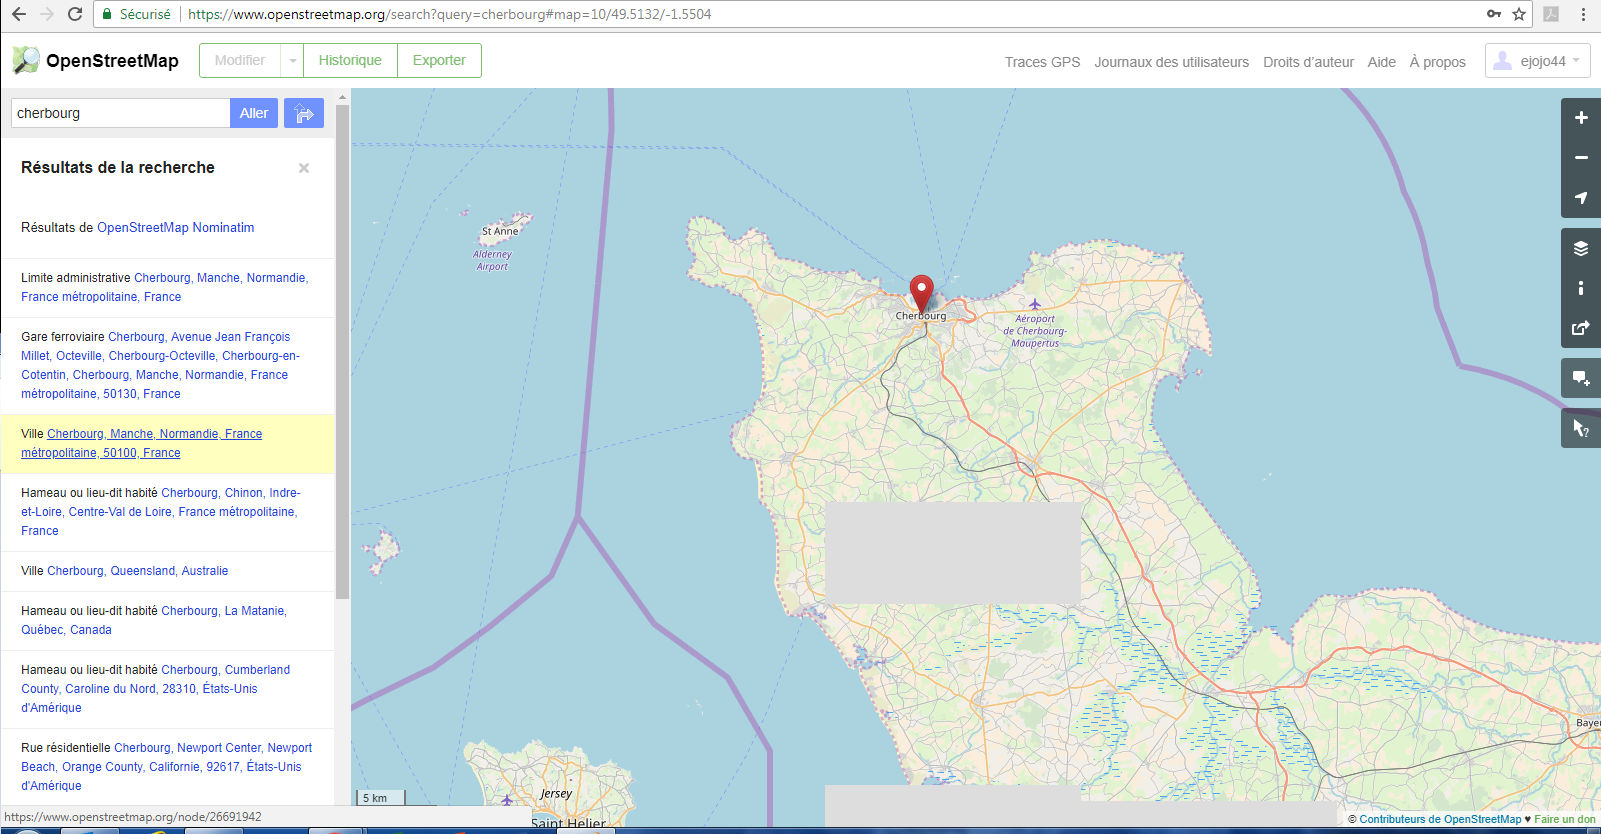 Sécurisé https://www.openstreetmap.org/search?query=cherbourg#map=10/49.5132/-1.5504
OpenStreetMap Modifier Historique Exporter
Traces GPS Journaux des utilisateurs Droits d'auteur Aide À propos ejojo44
cherbourg Aller
Résultats de la recherche ×
Résultats de OpenStreetMap Nominatim
Limite administrative Cherbourg, Manche, Normandie,
France métropolitaine, France
Gare ferroviaire Cherbourg, Avenue Jean François
Millet, Octeville, Cherbourg-Octeville, Cherbourg-en-
Cotentin, Cherbourg, Manche, Normandie, France
métropolitaine, 50130, France
Ville Cherbourg, Manche, Normandie, France
métropolitaine, 50100, France
Hameau ou lieu-dit habité Cherbourg, Chinon, Indre-
et-Loire, Centre-Val de Loire, France métropolitaine,
France
Ville Cherbourg, Queensland, Australie
Hameau ou lieu-dit habité Cherbourg, La Matanie,
Québec, Canada
Hameau ou lieu-dit habité Cherbourg, Cumberland
County, Caroline du Nord, 28310, États-Unis
d'Amérique
Rue résidentielle Cherbourg, Newport Center, Newport
Beach, Orange County, Californie, 92617, États-Unis
d'Amérique
https://www.openstreetmap.org/node/26691942
St Anne
Alderney
Airport
Cherbourg
Aéroport
de Cherbourg-
Maupertus
Baye
Jersey
Saint Helier
5 km
© Contributeurs de OpenStreetMap ♥ Faire un don